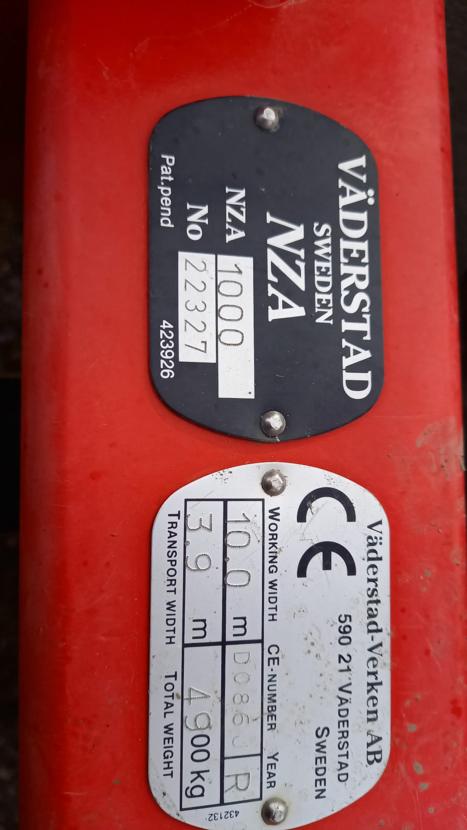 VÄDERSTAD
SWEDEN
NZA
NZA 1000
No 22327
Pat.pend 423926
Väderstad-Verken AB
590 21 VÄDERSTAD
SWEDEN
CE
WORKING WIDTH CE-NUMBER YEAR
10.0 m R
3.9 m 4900 kg
TRANSPORT WIDTH TOTAL WEIGHT
432132